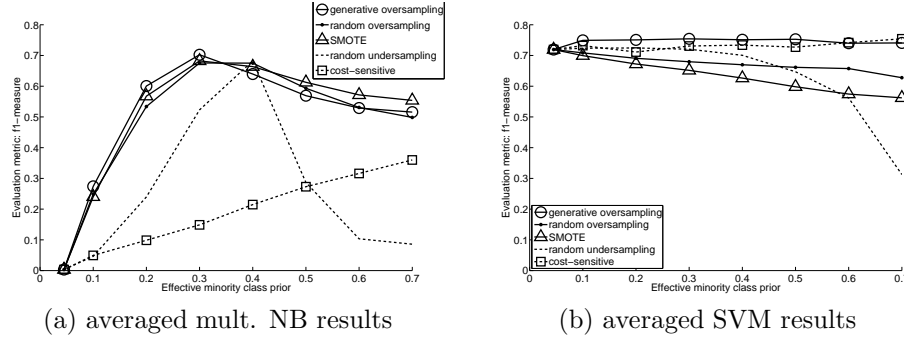 generative oversampling
random oversampling
SMOTE
random undersampling
cost−sensitive
0.8
0.7
0.6
0.5
0.4
0.3
0.2
0.1
0
Evaluation metric: f1−measure
0 0.1 0.2 0.3 0.4 0.5 0.6 0.7
Effective minority class prior
(a) averaged mult. NB results
0.8
0.7
0.6
0.5
0.4
0.3
0.2
0.1
0
Evaluation metric: f1−measure
generative oversampling
random oversampling
SMOTE
random undersampling
cost−sensitive
0 0.1 0.2 0.3 0.4 0.5 0.6 0.7
Effective minority class prior
(b) averaged SVM results